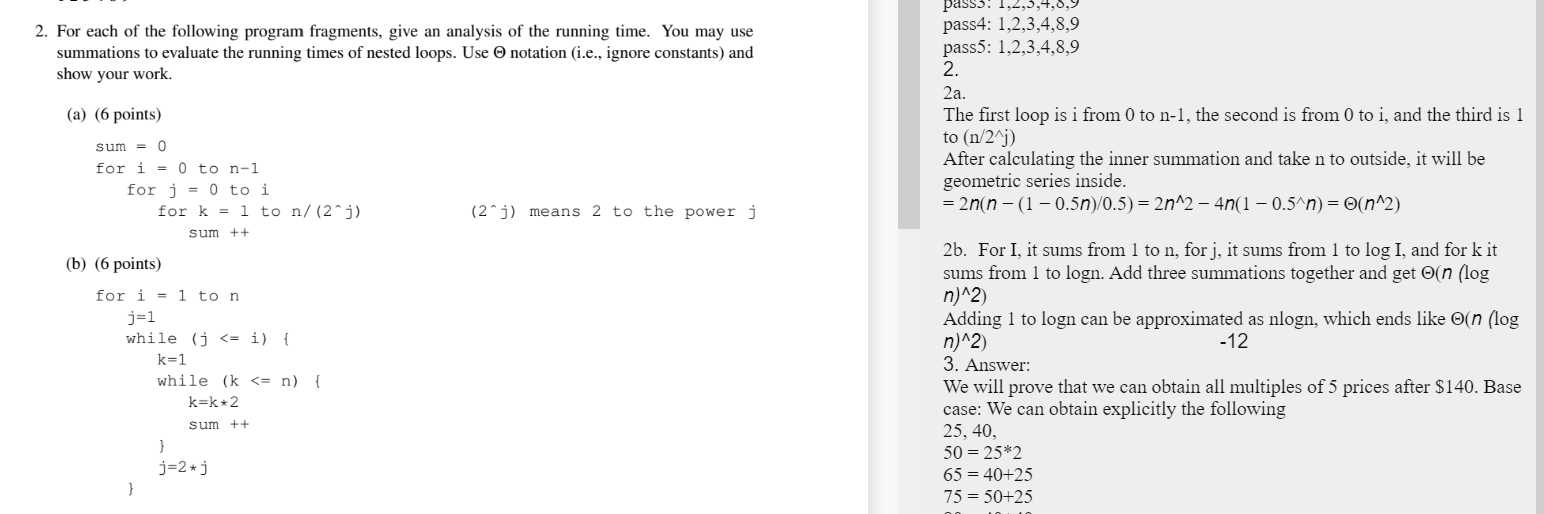 2. For each of the following program fragments, give an analysis of the running time. You may use
summations to evaluate the running times of nested loops. Use Θ notation (i.e., ignore constants) and
show your work.
(a) (6 points)
sum = 0
for i = 0 to n-1
for j = 0 to i
for k = 1 to n/(2^j) (2^j) means 2 to the power j
sum ++
(b) (6 points)
for i = 1 to n
j=1
while (j <= i) {
k=1
while (k <= n) {
k=k*2
sum ++
}
j=2*j
}
pass3: 1,2,3,4,8,9
pass4: 1,2,3,4,8,9
pass5: 1,2,3,4,8,9
2.
2a.
The first loop is i from 0 to n-1, the second is from 0 to i, and the third is 1
to (n/2^j)
After calculating the inner summation and take n to outside, it will be
geometric series inside.
= 2n(n – (1 – 0.5n)/0.5) = 2n^2 – 4n(1 – 0.5^n) = Θ(n^2)
2b. For I, it sums from 1 to n, for j, it sums from 1 to log I, and for k it
sums from 1 to logn. Add three summations together and get Θ(n (log
n)^2)
Adding 1 to logn can be approximated as nlogn, which ends like Θ(n (log
n)^2) -12
3. Answer:
We will prove that we can obtain all multiples of 5 prices after $140. Base
case: We can obtain explicitly the following
25, 40,
50 = 25*2
65 = 40+25
75 = 50+25